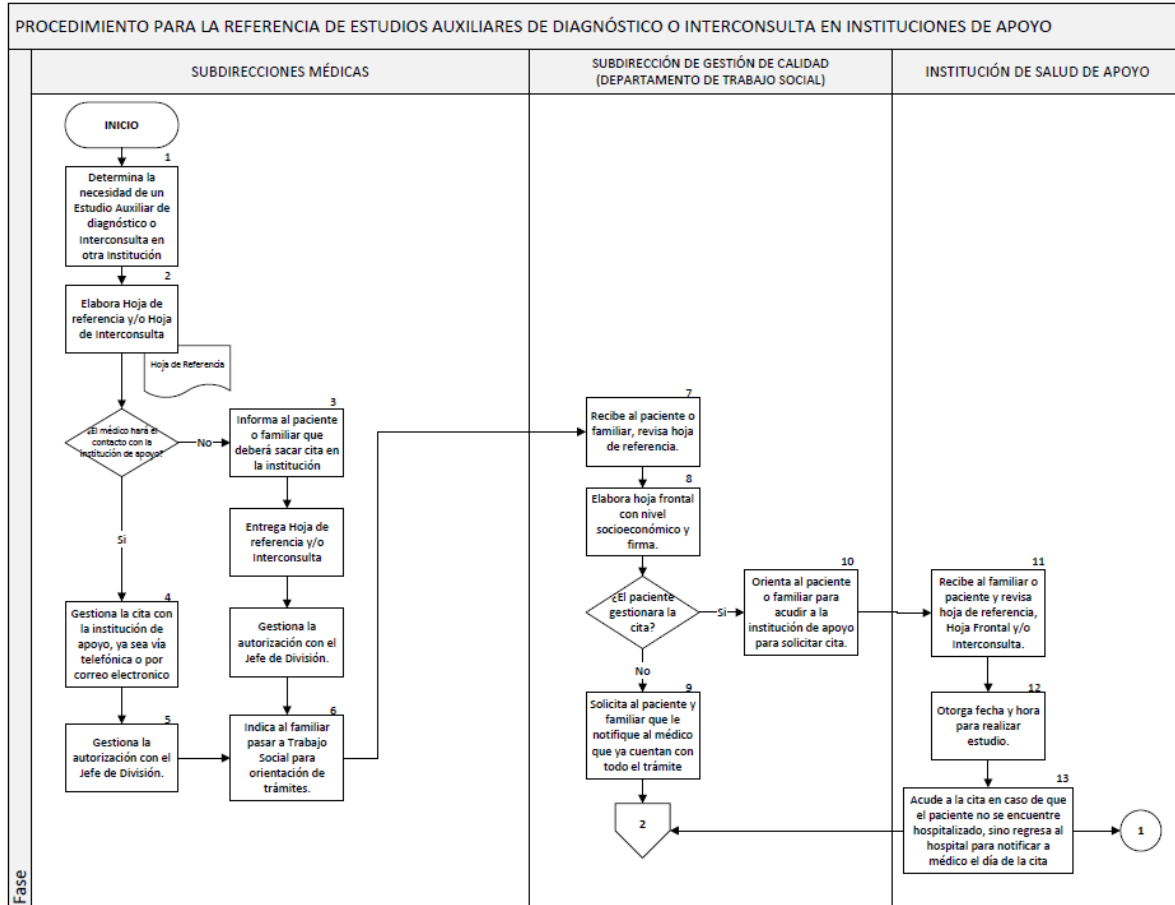 PROCEDIMIENTO PARA LA REFERENCIA DE ESTUDIOS AUXILIARES DE DIAGNÓSTICO O INTERCONSULTA EN INSTITUCIONES DE APOYO
SUBDIRECCIONES MÉDICAS
SUBDIRECCIÓN DE GESTIÓN DE CALIDAD
(DEPARTAMENTO DE TRABAJO SOCIAL)
INSTITUCIÓN DE SALUD DE APOYO
INICIO
1
Determina la
necesidad de un
Estudio Auxiliar de
diagnóstico o
Interconsulta en
otra Institución
2
Elabora Hoja de
referencia y/o Hoja
de Interconsulta
Hoja de Referencia
¿El médico hará el
contacto con la
institución de apoyo?
No
Si
3
Informa al paciente
o familiar que
deberá sacar cita en
la institución
Entrega Hoja de
referencia y/o
Interconsulta
Gestiona la
autorización con el
Jefe de División.
4
Gestiona la cita con
la institución de
apoyo, ya sea vía
telefónica o por
correo electronico
5
Gestiona la
autorización con el
Jefe de División.
6
Indica al familiar
pasar a Trabajo
Social para
orientación de
trámites.
7
Recibe al paciente o
familiar, revisa hoja
de referencia.
8
Elabora hoja frontal
con nivel
socioeconómico y
firma.
¿El paciente
gestionara la
cita?
Si
No
9
Solicita al paciente y
familiar que le
notifique al médico
que ya cuentan con
todo el trámite
2
10
Orienta al paciente
o familiar para
acudir a la
institución de apoyo
para solicitar cita.
11
Recibe al familiar o
paciente y revisa
hoja de referencia,
Hoja Frontal y/o
Interconsulta.
12
Otorga fecha y hora
para realizar
estudio.
13
Acude a la cita en caso de que
el paciente no se encuentre
hospitalizado, sino regresa al
hospital para notificar a
médico el día de la cita
1
Fase